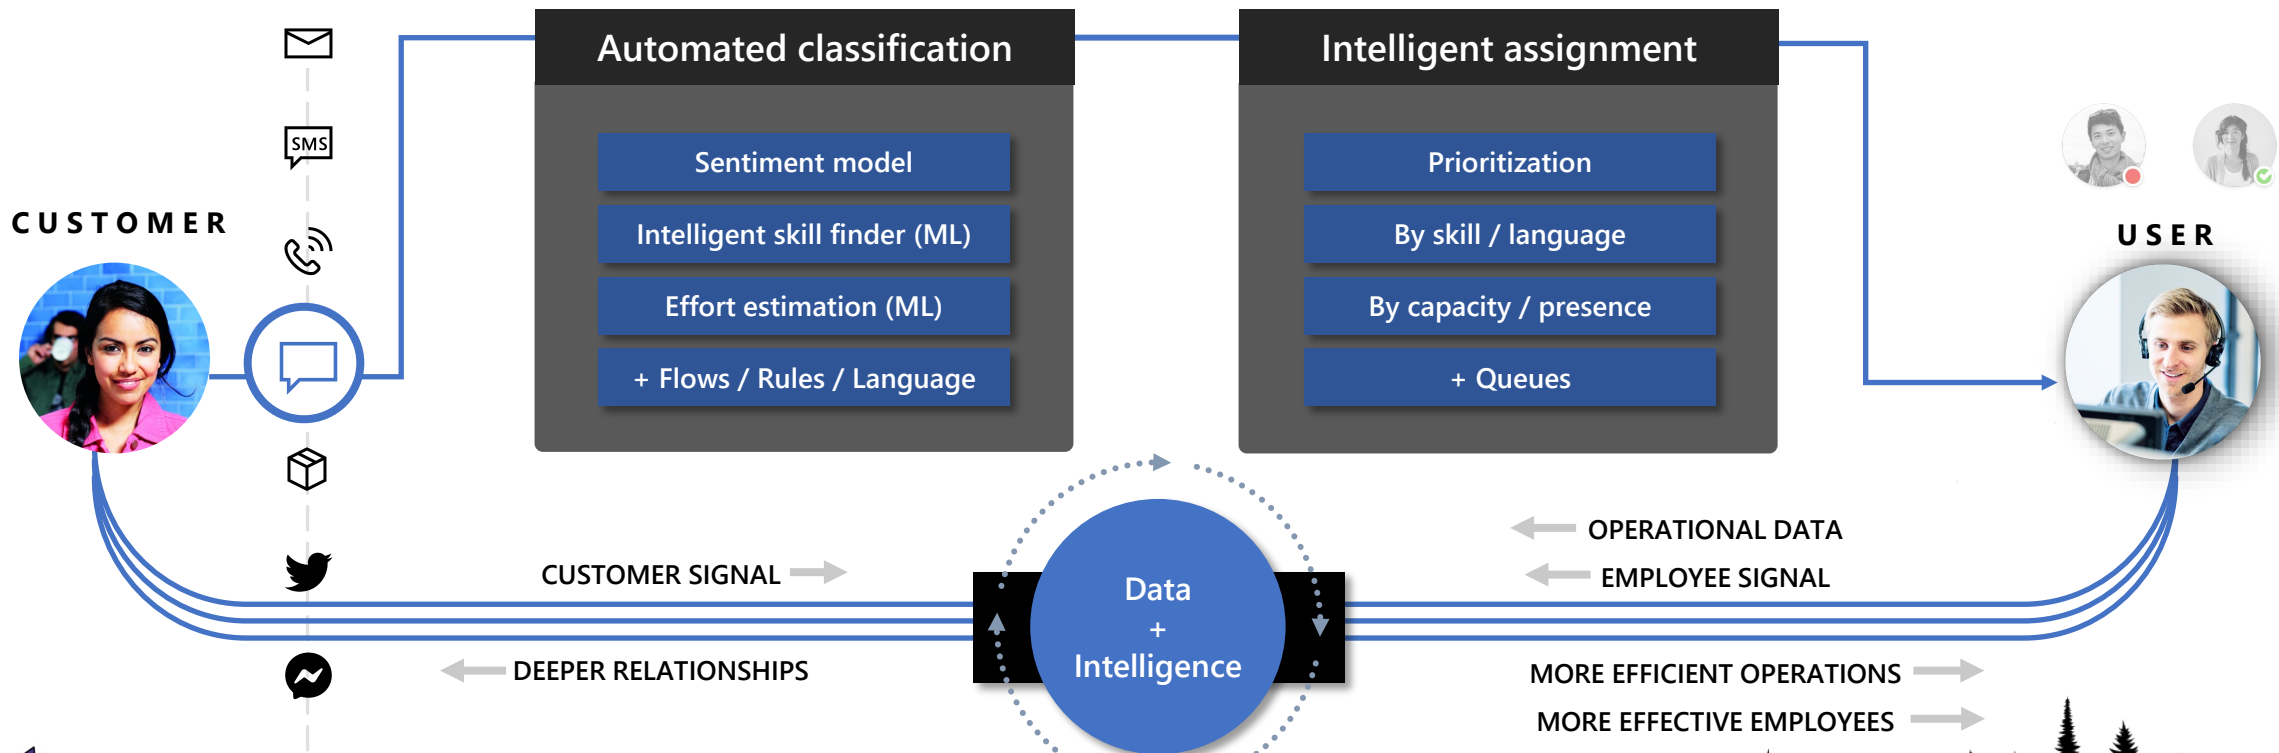 Automated classification
Intelligent assignment
SMS
Sentiment model
Prioritization
CUSTOMER
Intelligent skill finder (ML)
By skill / language
USER
Effort estimation (ML)
By capacity / presence
+ Flows / Rules / Language
+ Queues
OPERATIONAL DATA
CUSTOMER SIGNAL
EMPLOYEE SIGNAL
Data
+
Intelligence
DEEPER RELATIONSHIPS
MORE EFFICIENT OPERATIONS
MORE EFFECTIVE EMPLOYEES